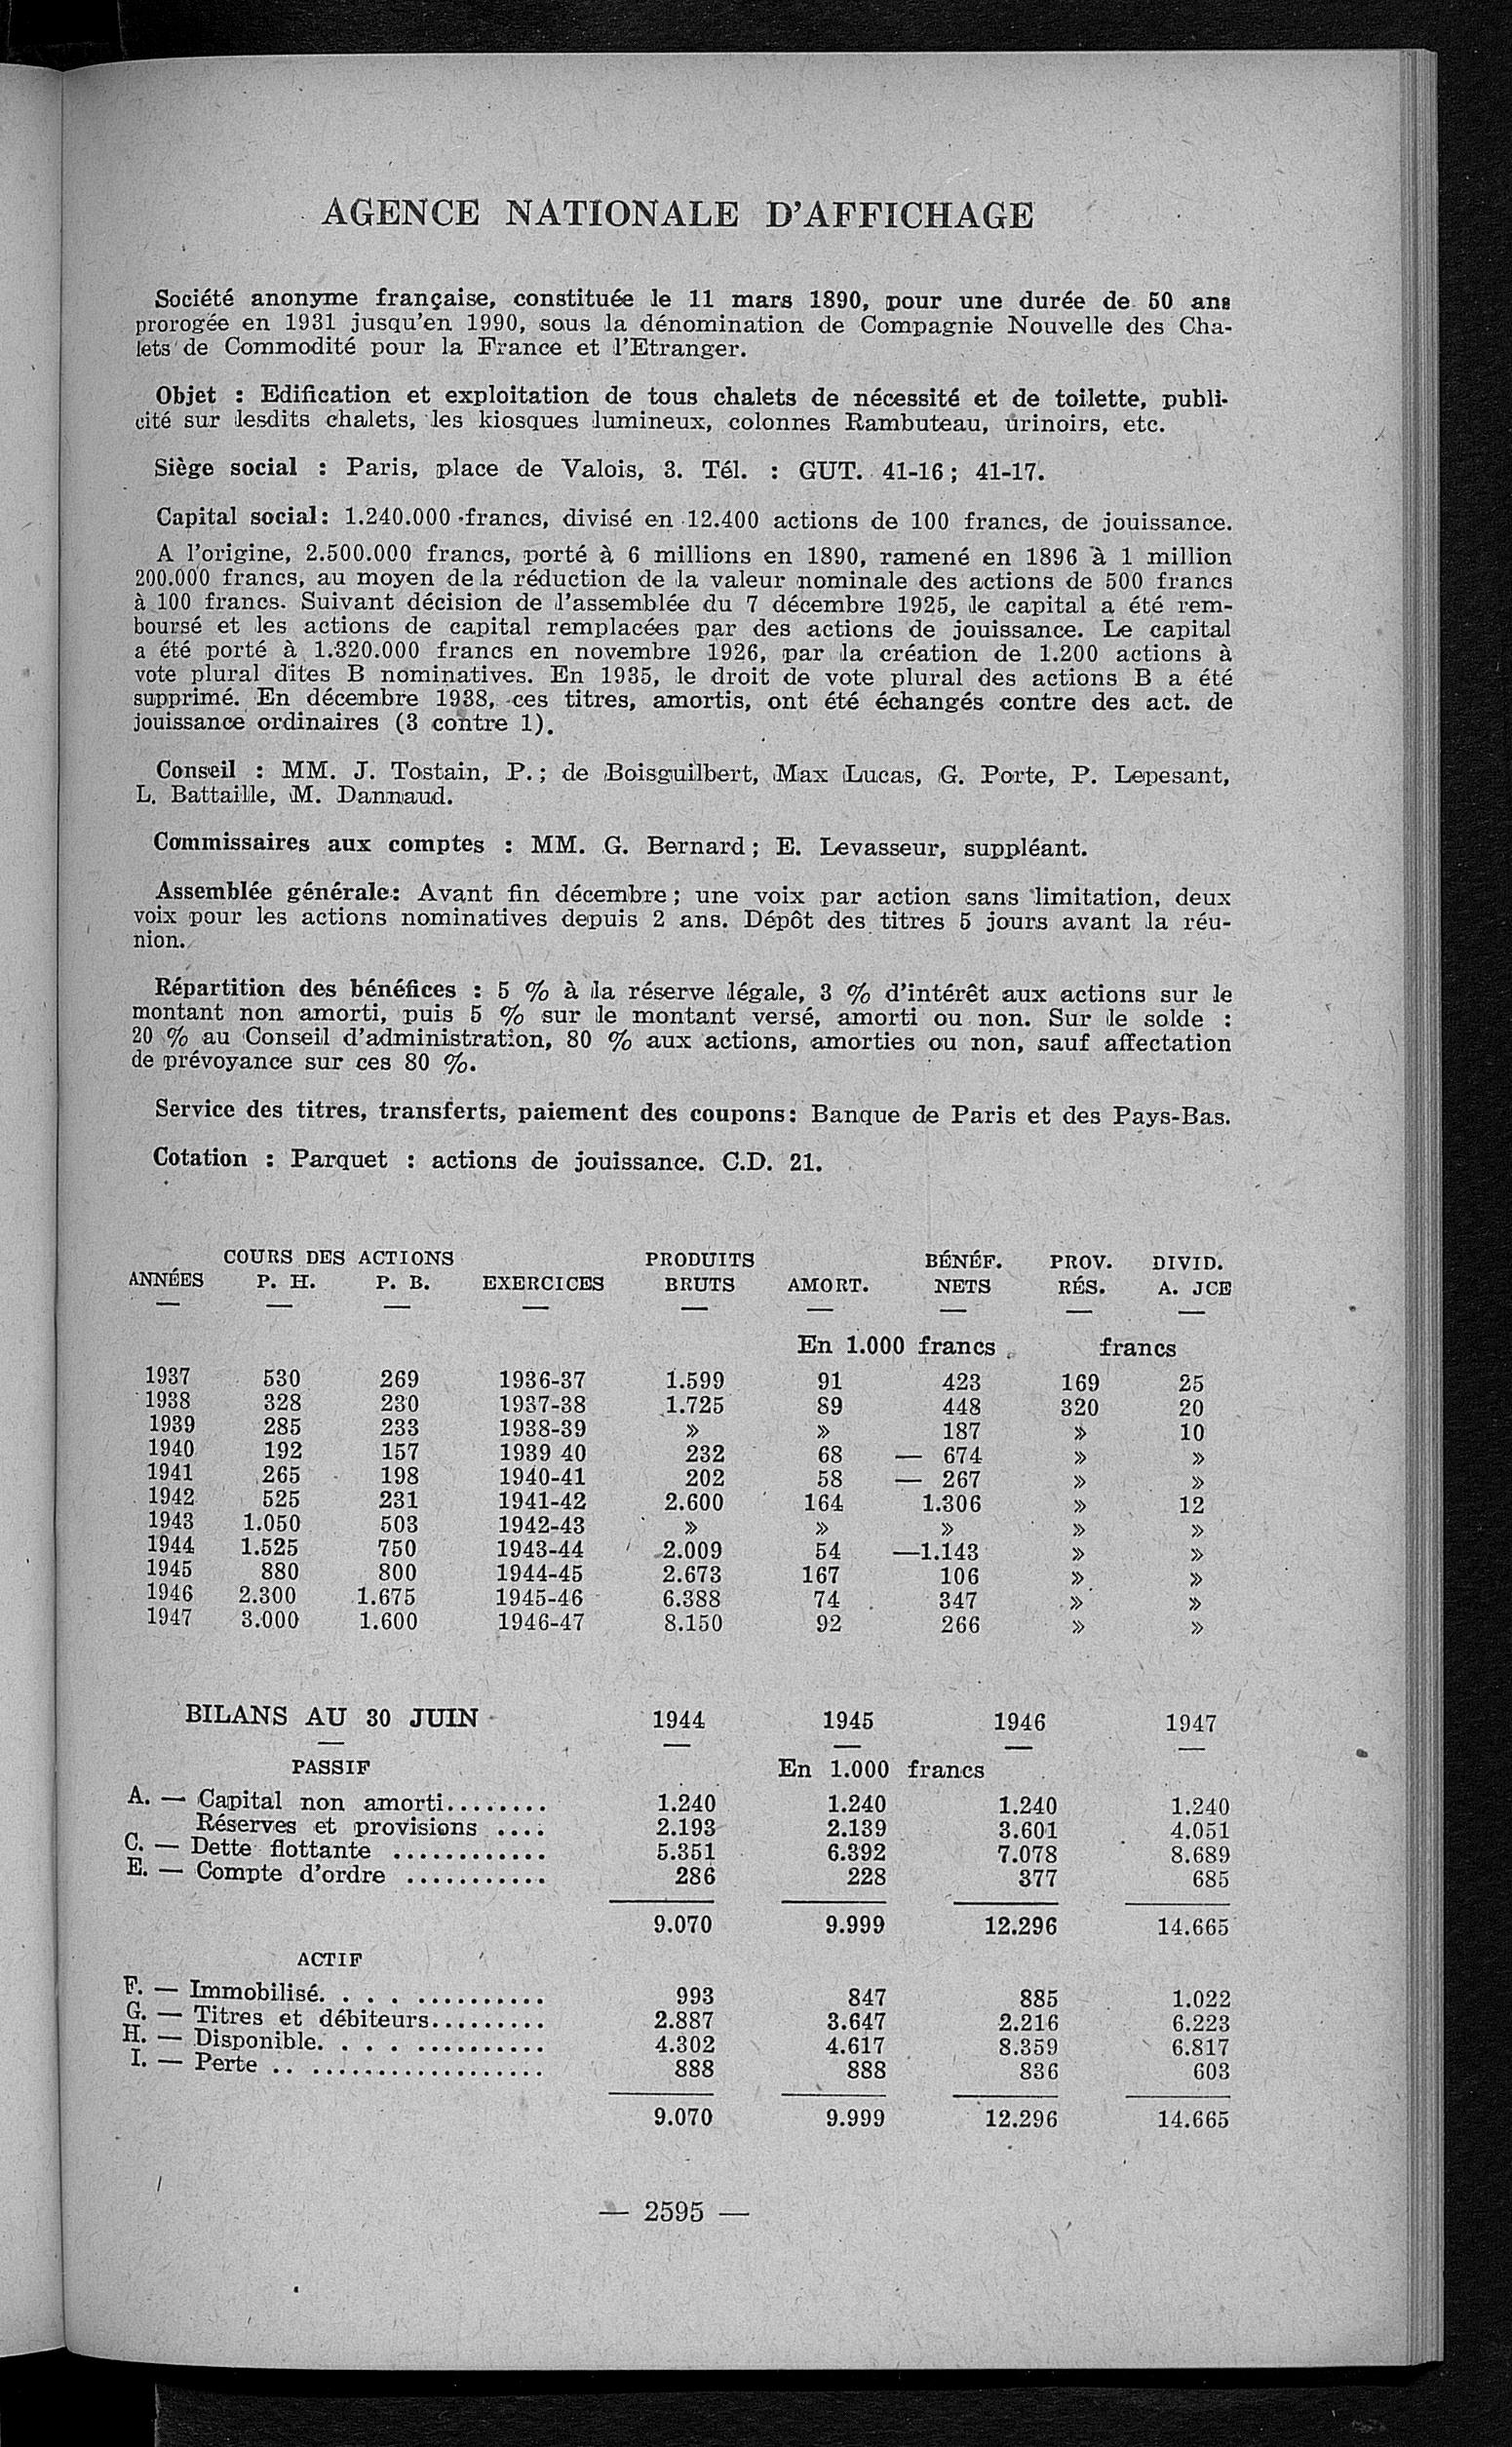 AGENCE NATIONALE D'AFFICHAGE
Société anonyme française, constituée le 11 mars 1890, pour une durée de 50 ans
prorogée en 1931 jusqu'en 1990, sous la dénomination de Compagnie Nouvelle des Cha-
lets de Commodité pour la France et l'Etranger.
Objet : Edification et exploitation de tous chalets de nécessité et de toilette, publi-
cité sur lesdits chalets, les kiosques lumineux, colonnes Rambuteau, urinoirs, etc.
Siège social : Paris, place de Valois, 3. Tél. : GUT. 41-16; 41-17.
Capital social: 1.240.000 francs, divisé en 12.400 actions de 100 francs, de jouissance.
A l'origine, 2.500.000 francs, porté à 6 millions en 1890, ramené en 1896 à 1 million
200.000 francs, au moyen de la réduction de la valeur nominale des actions de 500 francs
à 100 francs. Suivant décision de l'assemblée du 7 décembre 1925, le capital a été rem-
boursé et les actions de capital remplacées par des actions de jouissance. Le capital
a été porté à 1.320.000 francs en novembre 1926, par la création de 1.200 actions à
vote plural dites B nominatives. En 1935, le droit de vote plural des actions B a été
supprimé. En décembre 1938, ces titres, amortis, ont été échangés contre des act. de
jouissance ordinaires (3 contre 1).
Conseil : MM. J. Tostain, P.; de Boisguilbert, Max Lucas, G. Porte, P. Lepesant,
L. Battaille, M. Dannaud.
Commissaires aux comptes : MM. G. Bernard; E. Levasseur, suppléant.
Assemblée générale: Avant fin décembre; une voix par action sans limitation, deux
voix pour les actions nominatives depuis 2 ans. Dépôt des titres 5 jours avant la réu-
nion.
Répartition des bénéfices : 5 % à la réserve légale, 3 % d'intérêt aux actions sur le
montant non amorti, puis 5 % sur le montant versé, amorti ou non. Sur le solde :
20 % au Conseil d'administration, 80 % aux actions, amorties ou non, sauf affectation
de prévoyance sur ces 80 %.
Service des titres, transferts, paiement des coupons: Banque de Paris et des Pays-Bas.
Cotation : Parquet : actions de jouissance. C.D. 21.
COURS DES ACTIONS PRODUITS BÉNÉF. PROV. DIVID.
ANNÉES P. H. P. B. EXERCICES BRUTS AMORT. NETS RÉS. A. JCE
En 1.000 francs francs
1937 530 269 1936-37 1.599 91 423 169 25
1938 328 230 1937-38 1.725 89 448 320 20
1939 285 233 1938-39 » » 187 » 10
1940 192 157 1939 40 232 68 — 674 » »
1941 265 198 1940-41 202 58 — 267 » »
1942 525 231 1941-42 2.600 164 1.306 » 12
1943 1.050 503 1942-43 » » » » »
1944 1.525 750 1943-44 2.009 54 —1.143 » »
1945 880 800 1944-45 2.673 167 106 » »
1946 2.300 1.675 1945-46 6.388 74 347 » »
1947 3.000 1.600 1946-47 8.150 92 266 » »
BILANS AU 30 JUIN 1944 1945 1946 1947
PASSIF En 1.000 francs
A. — Capital non amorti........ 1.240 1.240 1.240 1.240
Réserves et provisions .... 2.193 2.139 3.601 4.051
C. — Dette flottante ............ 5.351 6.392 7.078 8.689
E. — Compte d'ordre ........... 286 228 377 685
9.070 9.999 12.296 14.665
ACTIF
F. — Immobilisé. . . . ............ 993 847 885 1.022
G. — Titres et débiteurs......... 2.887 3.647 2.216 6.223
H. — Disponible. . . . ............ 4.302 4.617 8.359 6.817
I. — Perte .. .................. 888 888 836 603
9.070 9.999 12.296 14.665
— 2595 —